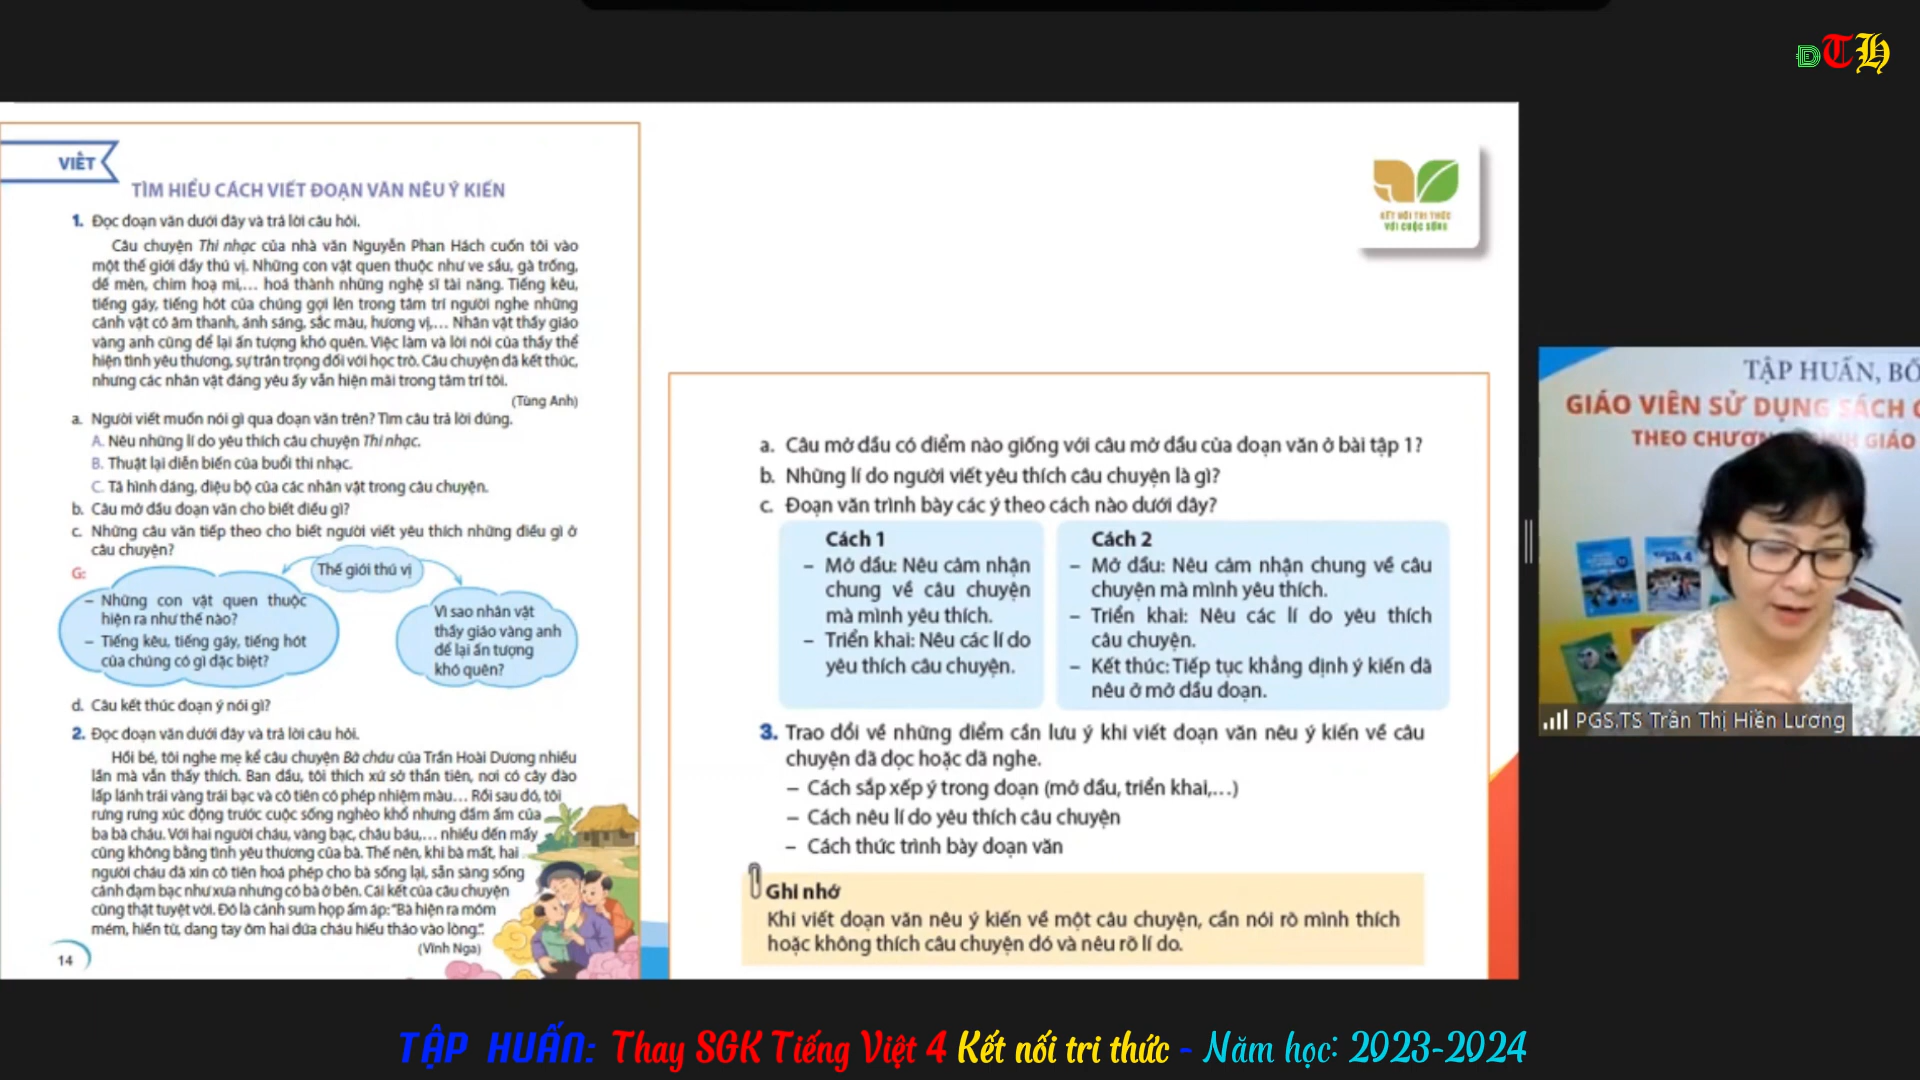 ĐTH
VIẾT
TÌM HIỂU CÁCH VIẾT ĐOẠN VĂN NÊU Ý KIẾN
1. Đọc đoạn văn dưới đây và trả lời câu hỏi.
Câu chuyện Thi nhạc của nhà văn Nguyễn Phan Hách cuốn tôi vào
một thế giới đầy thú vị. Những con vật quen thuộc như ve sầu, gà trống,
dế mèn, chim hoạ mi,... hoá thành những nghệ sĩ tài năng. Tiếng kêu,
tiếng gáy, tiếng hót của chúng gợi lên trong tâm trí người nghe những
cảnh vật có âm thanh, ánh sáng, sắc màu, hương vị,... Nhân vật thầy giáo
vàng anh cũng để lại ấn tượng khó quên. Việc làm và lời nói của thầy thể
hiện tình yêu thương, sự trân trọng đối với học trò. Câu chuyện đã kết thúc,
nhưng các nhân vật đáng yêu ấy vẫn hiện mãi trong tâm trí tôi.
(Tùng Anh)
a. Người viết muốn nói gì qua đoạn văn trên? Tìm câu trả lời đúng.
A. Nêu những lí do yêu thích câu chuyện Thi nhạc.
B. Thuật lại diễn biến của buổi thi nhạc.
C. Tả hình dáng, điệu bộ của các nhân vật trong câu chuyện.
b. Câu mở đầu đoạn văn cho biết điều gì?
c. Những câu văn tiếp theo cho biết người viết yêu thích những điều gì ở
câu chuyện?
G:
Thế giới thú vị
– Những con vật quen thuộc
hiện ra như thế nào?
– Tiếng kêu, tiếng gáy, tiếng hót
của chúng có gì đặc biệt?
Vì sao nhân vật
thầy giáo vàng anh
để lại ấn tượng
khó quên?
d. Câu kết thúc đoạn ý nói gì?
2. Đọc đoạn văn dưới đây và trả lời câu hỏi.
Hồi bé, tôi nghe mẹ kể câu chuyện Bà cháu của Trần Hoài Dương nhiều
lần mà vẫn thấy thích. Ban đầu, tôi thích xứ sở thần tiên, nơi có cây đào
lấp lánh trái vàng trái bạc và cô tiên có phép nhiệm màu... Rồi sau đó, tôi
rưng rưng xúc động trước cuộc sống nghèo khổ nhưng đầm ấm của
ba bà cháu. Với hai người cháu, vàng bạc, châu báu,... nhiều đến mấy
cũng không bằng tình yêu thương của bà. Thế nên, khi bà mất, hai
người cháu đã xin cô tiên hoá phép cho bà sống lại, sẵn sàng sống
cảnh đạm bạc như xưa nhưng có bà ở bên. Cái kết của câu chuyện
cũng thật tuyệt vời. Đó là cảnh sum họp ấm áp: "Bà hiện ra móm
mém, hiền từ, dang tay ôm hai đứa cháu hiếu thảo vào lòng.".
(Vĩnh Nga)
14
KẾT NỐI TRI THỨC
VỚI CUỘC SỐNG
a. Câu mở đầu có điểm nào giống với câu mở đầu của đoạn văn ở bài tập 1?
b. Những lí do người viết yêu thích câu chuyện là gì?
c. Đoạn văn trình bày các ý theo cách nào dưới đây?
Cách 1
– Mở đầu: Nêu cảm nhận
chung về câu chuyện
mà mình yêu thích.
– Triển khai: Nêu các lí do
yêu thích câu chuyện.
Cách 2
– Mở đầu: Nêu cảm nhận chung về câu
chuyện mà mình yêu thích.
– Triển khai: Nêu các lí do yêu thích
câu chuyện.
– Kết thúc: Tiếp tục khẳng định ý kiến đã
nêu ở mở đầu đoạn.
3. Trao đổi về những điểm cần lưu ý khi viết đoạn văn nêu ý kiến về câu
chuyện đã đọc hoặc đã nghe.
– Cách sắp xếp ý trong đoạn (mở đầu, triển khai,...)
– Cách nêu lí do yêu thích câu chuyện
– Cách thức trình bày đoạn văn
Ghi nhớ
Khi viết đoạn văn nêu ý kiến về một câu chuyện, cần nói rõ mình thích
hoặc không thích câu chuyện đó và nêu rõ lí do.
TẬP HUẤN, BỒ
GIÁO VIÊN SỬ DỤNG SÁCH
THEO CHƯƠNG TRÌNH GIÁO
PGS.TS Trần Thị Hiền Lương
TẬP HUẤN: Thay SGK Tiếng Việt 4 Kết nối tri thức - Năm học: 2023-2024